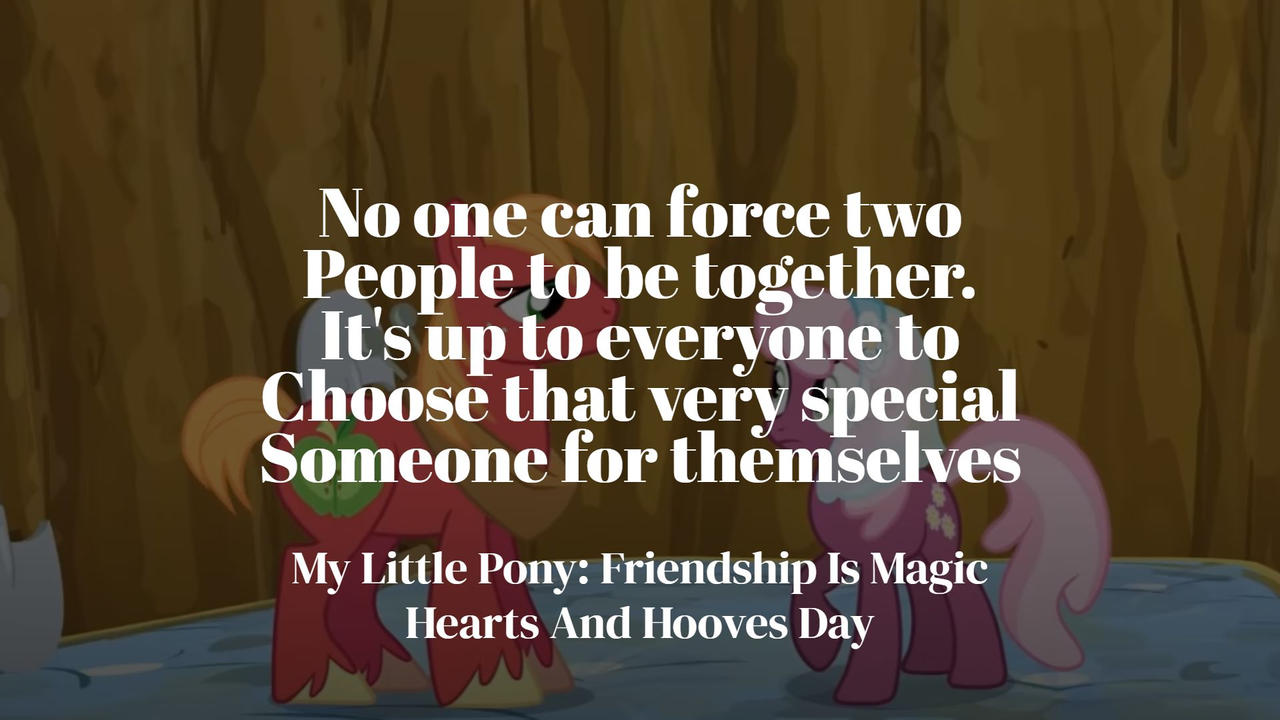 No one can force two
People to be together.
It's up to everyone to
Choose that very special
Someone for themselves
My Little Pony: Friendship Is Magic
Hearts And Hooves Day